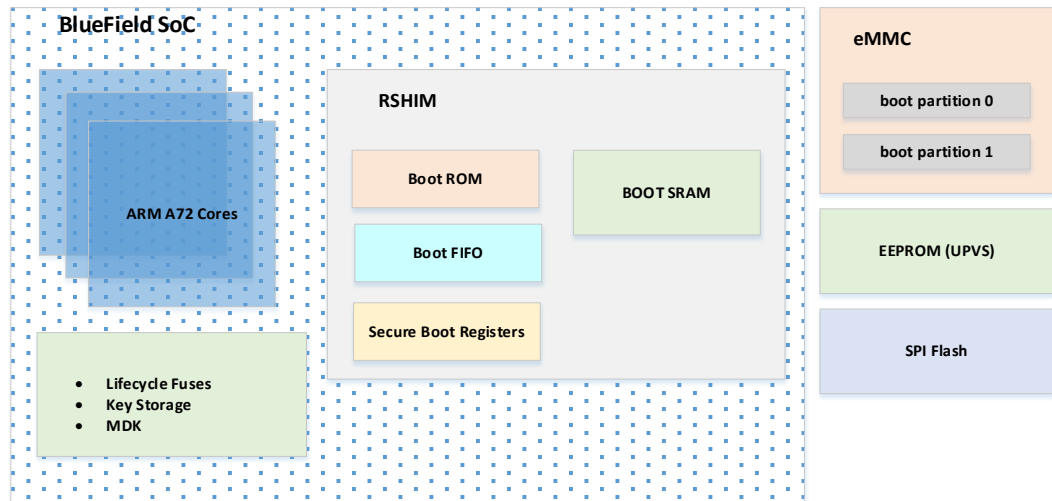 BlueField SoC
ARM A72 Cores
• Lifecycle Fuses
• Key Storage
• MDK
RSHIM
Boot ROM
Boot FIFO
Secure Boot Registers
BOOT SRAM
eMMC
boot partition 0
boot partition 1
EEPROM (UPVS)
SPI Flash